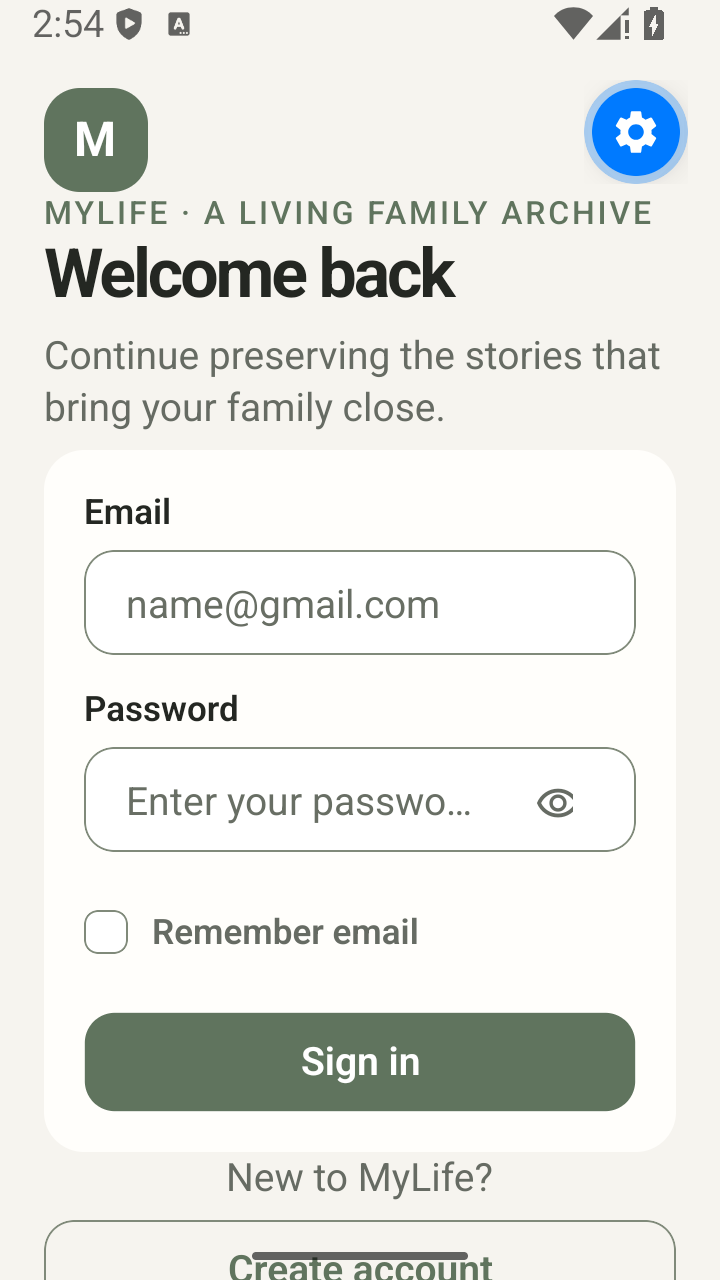 2:54
M
MYLIFE · A LIVING FAMILY ARCHIVE
Welcome back
Continue preserving the stories that
bring your family close.
Email
name@gmail.com
Password
Enter your passwo…
Remember email
Sign in
New to MyLife?
Create account